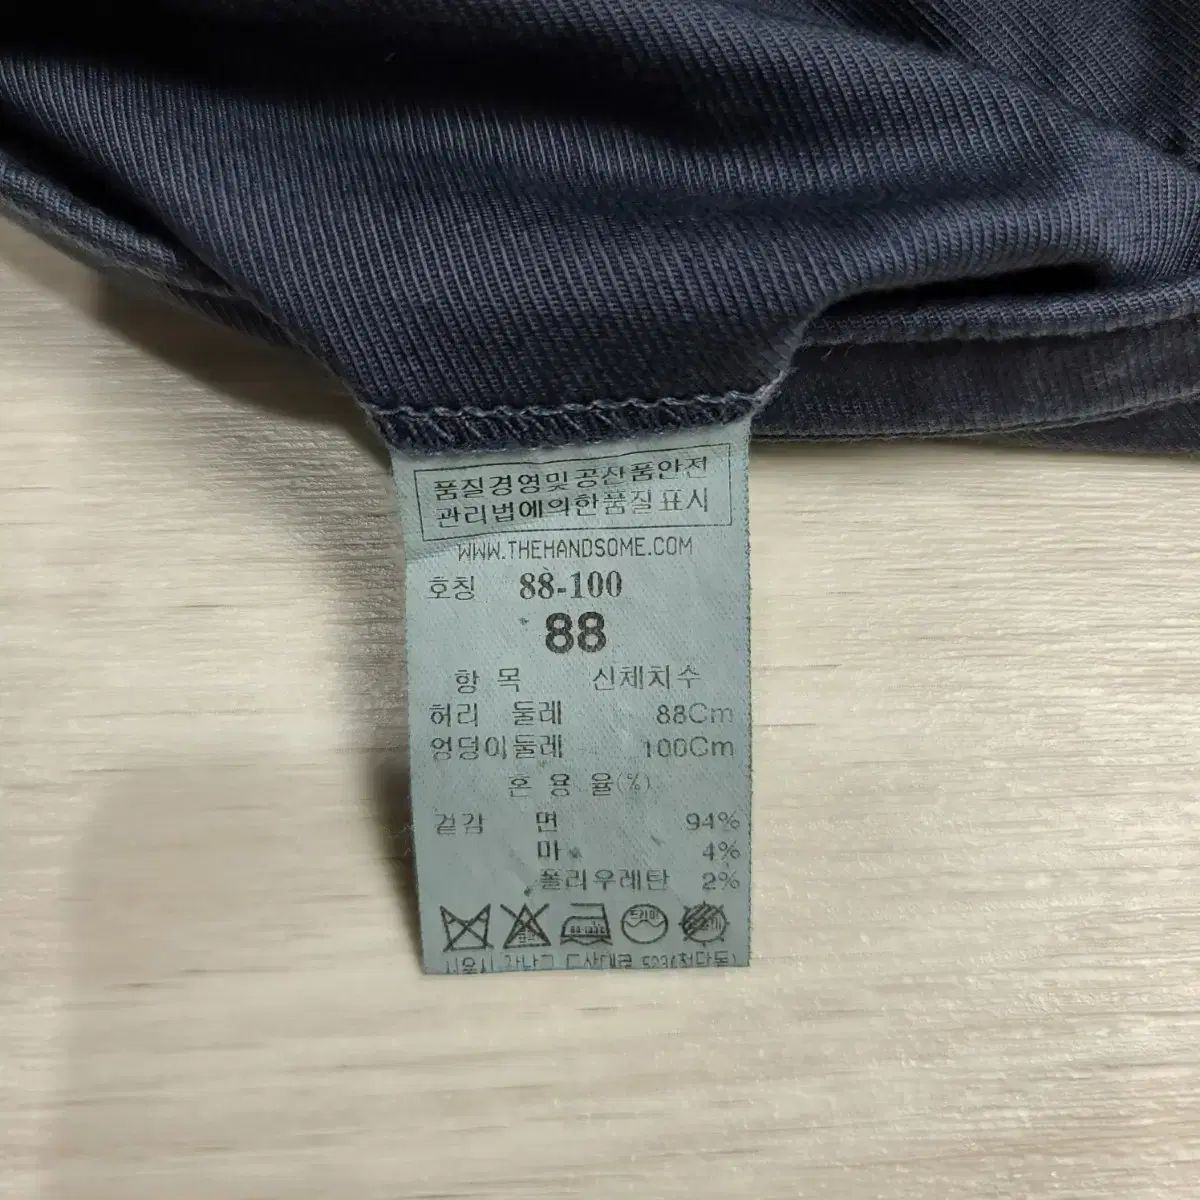 품질경영및공산품안전
관리법에의한품질표시
WWW.THEHANDSOME.COM
호칭 88-100
88
항 목 신체치수
허리 둘레 88Cm
엉덩이둘레 100Cm
혼 용 율(%)
겉감 면 94%
마 4%
폴리우레탄 2%
드라이